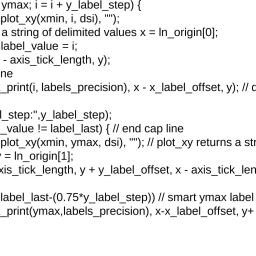 ymax; i = i + y_label_step) {
plot_xy(xmin, i, dsi), "");
a string of delimited values x = ln_origin[0];
label_value = i;
- axis_tick_length, y);
ne
_print(i, labels_precision), x - x_label_offset, y); //
l_step:",y_label_step);
_value != label_last) { // end cap line
plot_xy(xmin, ymax, dsi), ""); // plot_xy returns a str
y = ln_origin[1];
xis_tick_length, y + y_label_offset, x - axis_tick_len
label_last-(0.75*y_label_step)) // smart ymax label
_print(ymax,labels_precision), x-x_label_offset, y+